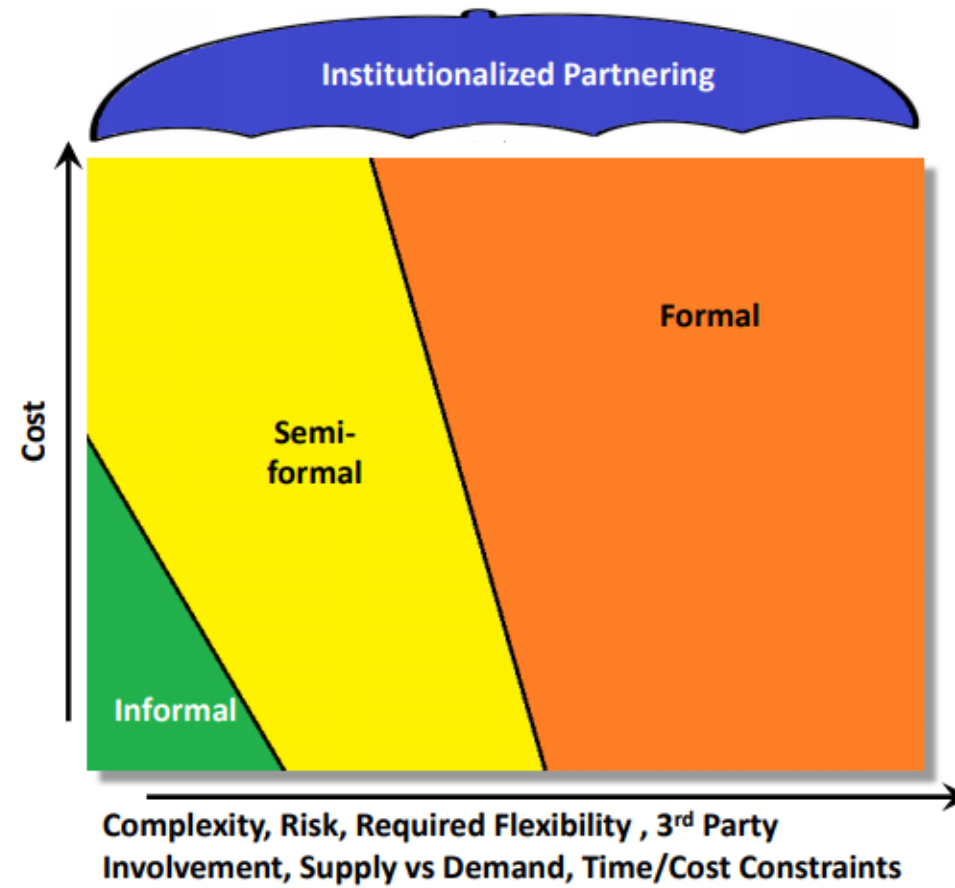 Institutionalized Partnering
Formal
Cost
Semi-
formal
Informal
Complexity, Risk, Required Flexibility , 3rd Party
Involvement, Supply vs Demand, Time/Cost Constraints